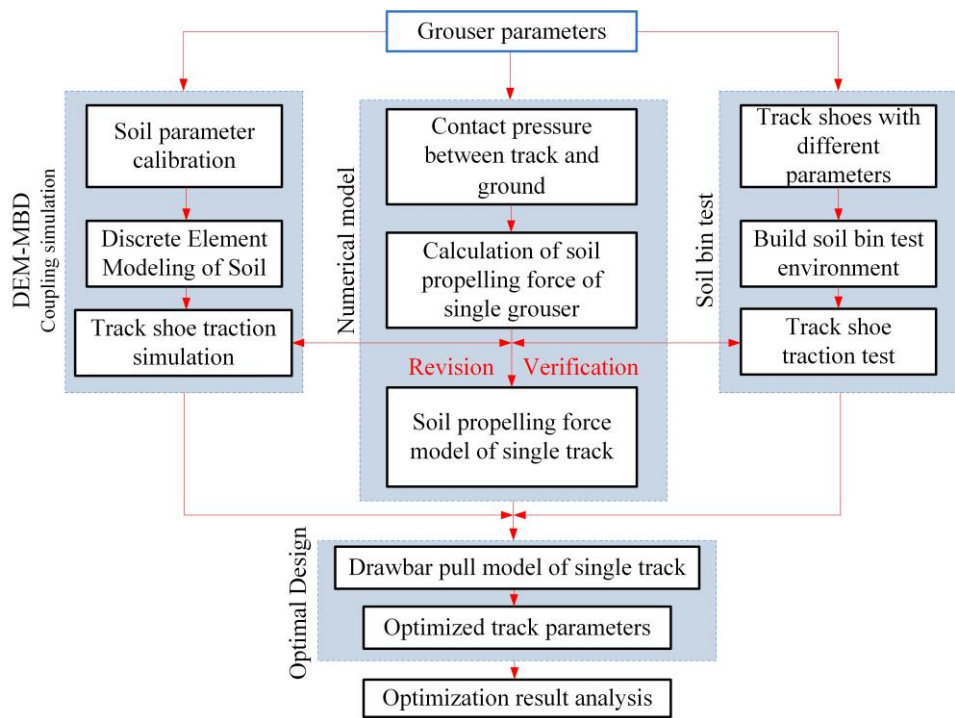 Grouser parameters
DEM-MBD
Coupling simulation
Soil parameter
calibration
Discrete Element
Modeling of Soil
Track shoe traction
simulation
Numerical model
Contact pressure
between track and
ground
Calculation of soil
propelling force of
single grouser
Revision
Verification
Soil propelling force
model of single track
Soil bin test
Track shoes with
different
parameters
Build soil bin test
environment
Track shoe
traction test
Optimal Design
Drawbar pull model of single track
Optimized track parameters
Optimization result analysis